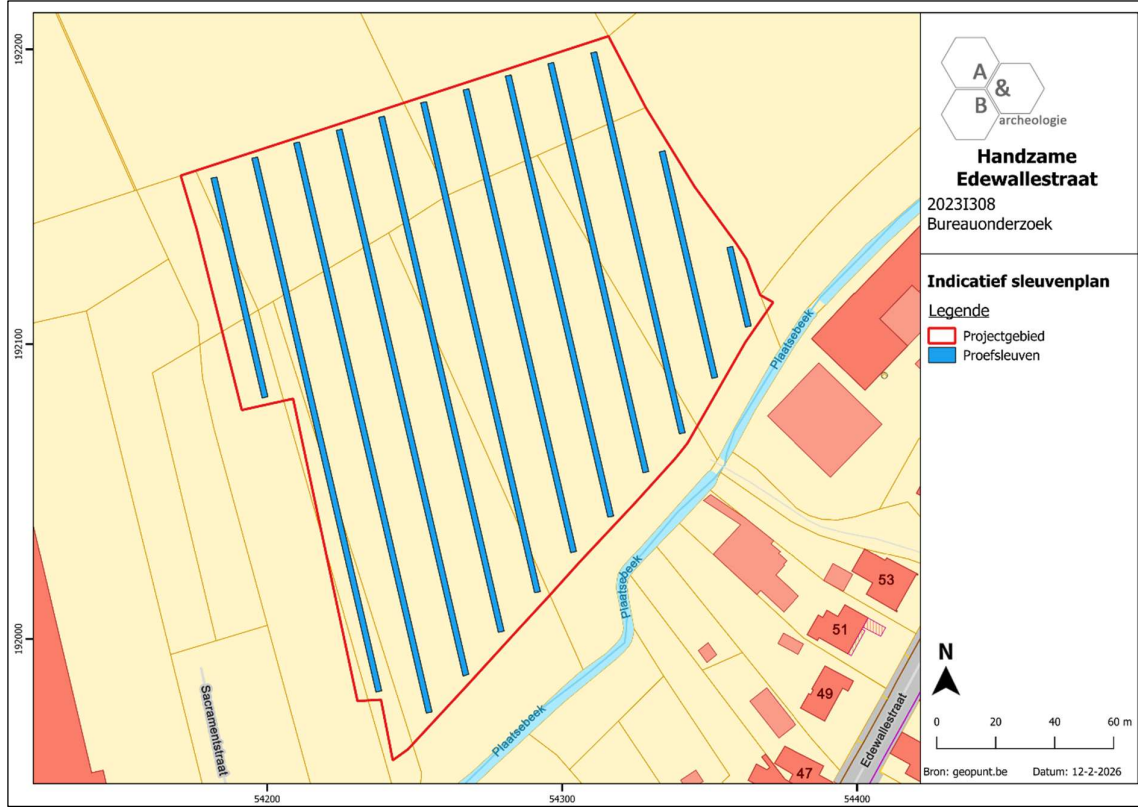 192200
192100
192000
54200
54300
54400
Plaatsebeek
Plaatsebeek
Plaatsebeek
Sacramentstraat
Edewallestraat
53
51
49
47
A
&
B
archeologie
Handzame
Edewallestraat
2023I308
Bureauonderzoek
Indicatief sleuvenplan
Legende
Projectgebied
Proefsleuven
N
0 20 40 60 m
Bron: geopunt.be Datum: 12-2-2026